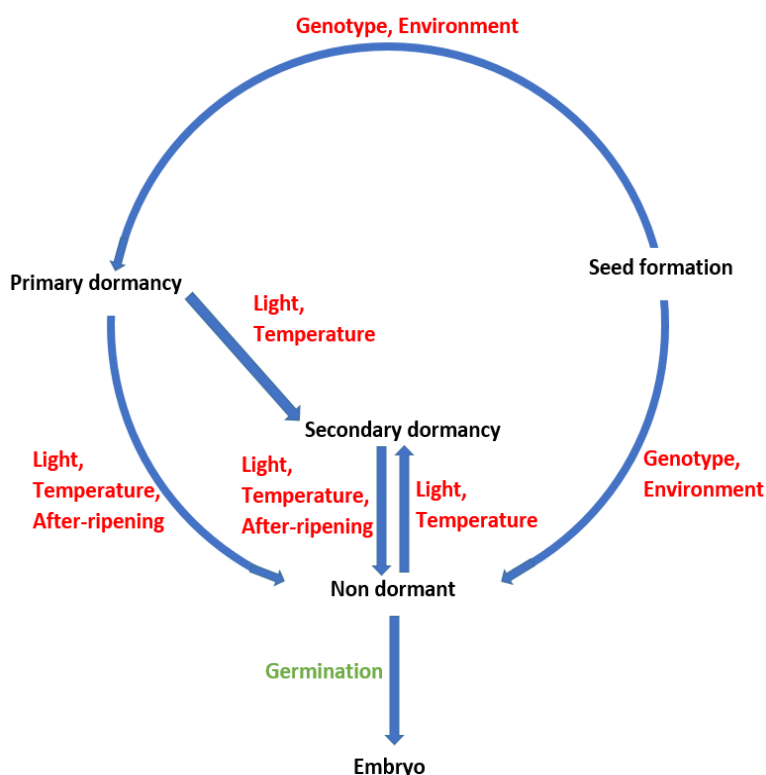 Genotype, Environment
Primary dormancy
Seed formation
Light,
Temperature
Secondary dormancy
Light,
Temperature,
After-ripening
Light,
Temperature,
After-ripening
Light,
Temperature
Genotype,
Environment
Non dormant
Germination
Embryo